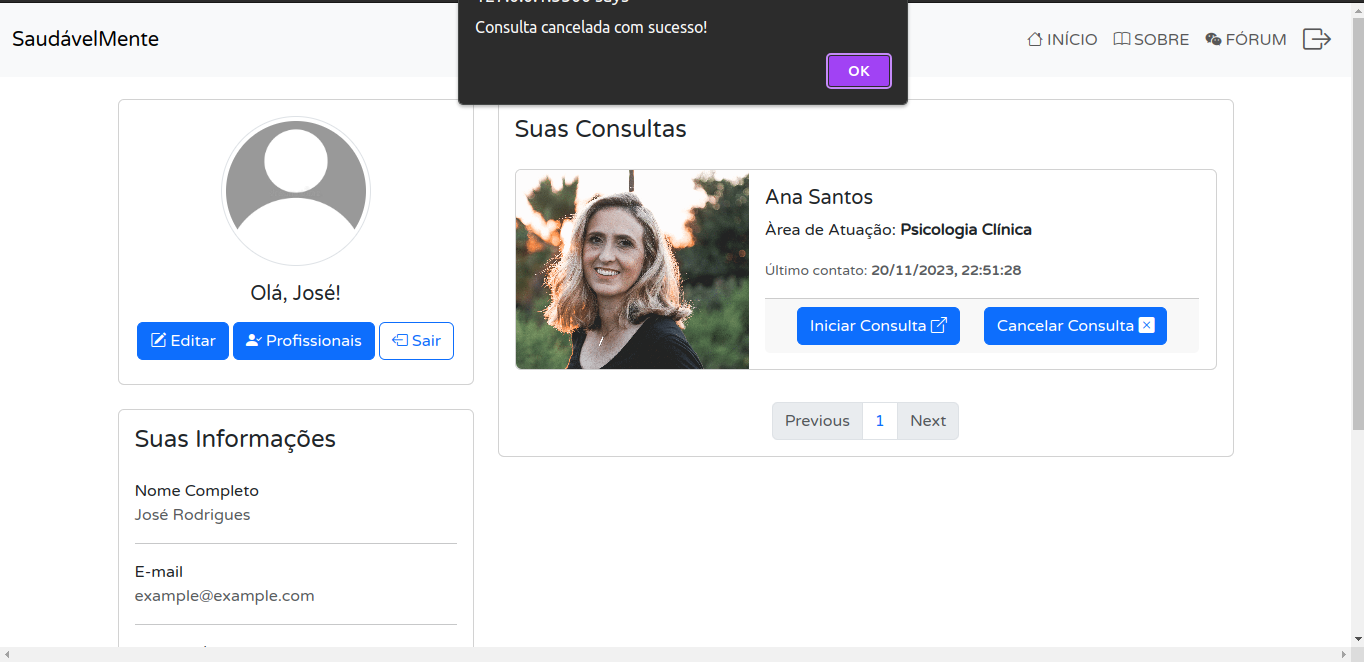 says
Consulta cancelada com sucesso!
OK
SaudávelMente
INÍCIO
SOBRE
FÓRUM
Suas Consultas
Ana Santos
Àrea de Atuação: Psicologia Clínica
Último contato: 20/11/2023, 22:51:28
Iniciar Consulta
Cancelar Consulta
Previous
1
Next
Olá, José!
Editar
Profissionais
Sair
Suas Informações
Nome Completo
José Rodrigues
E-mail
example@example.com